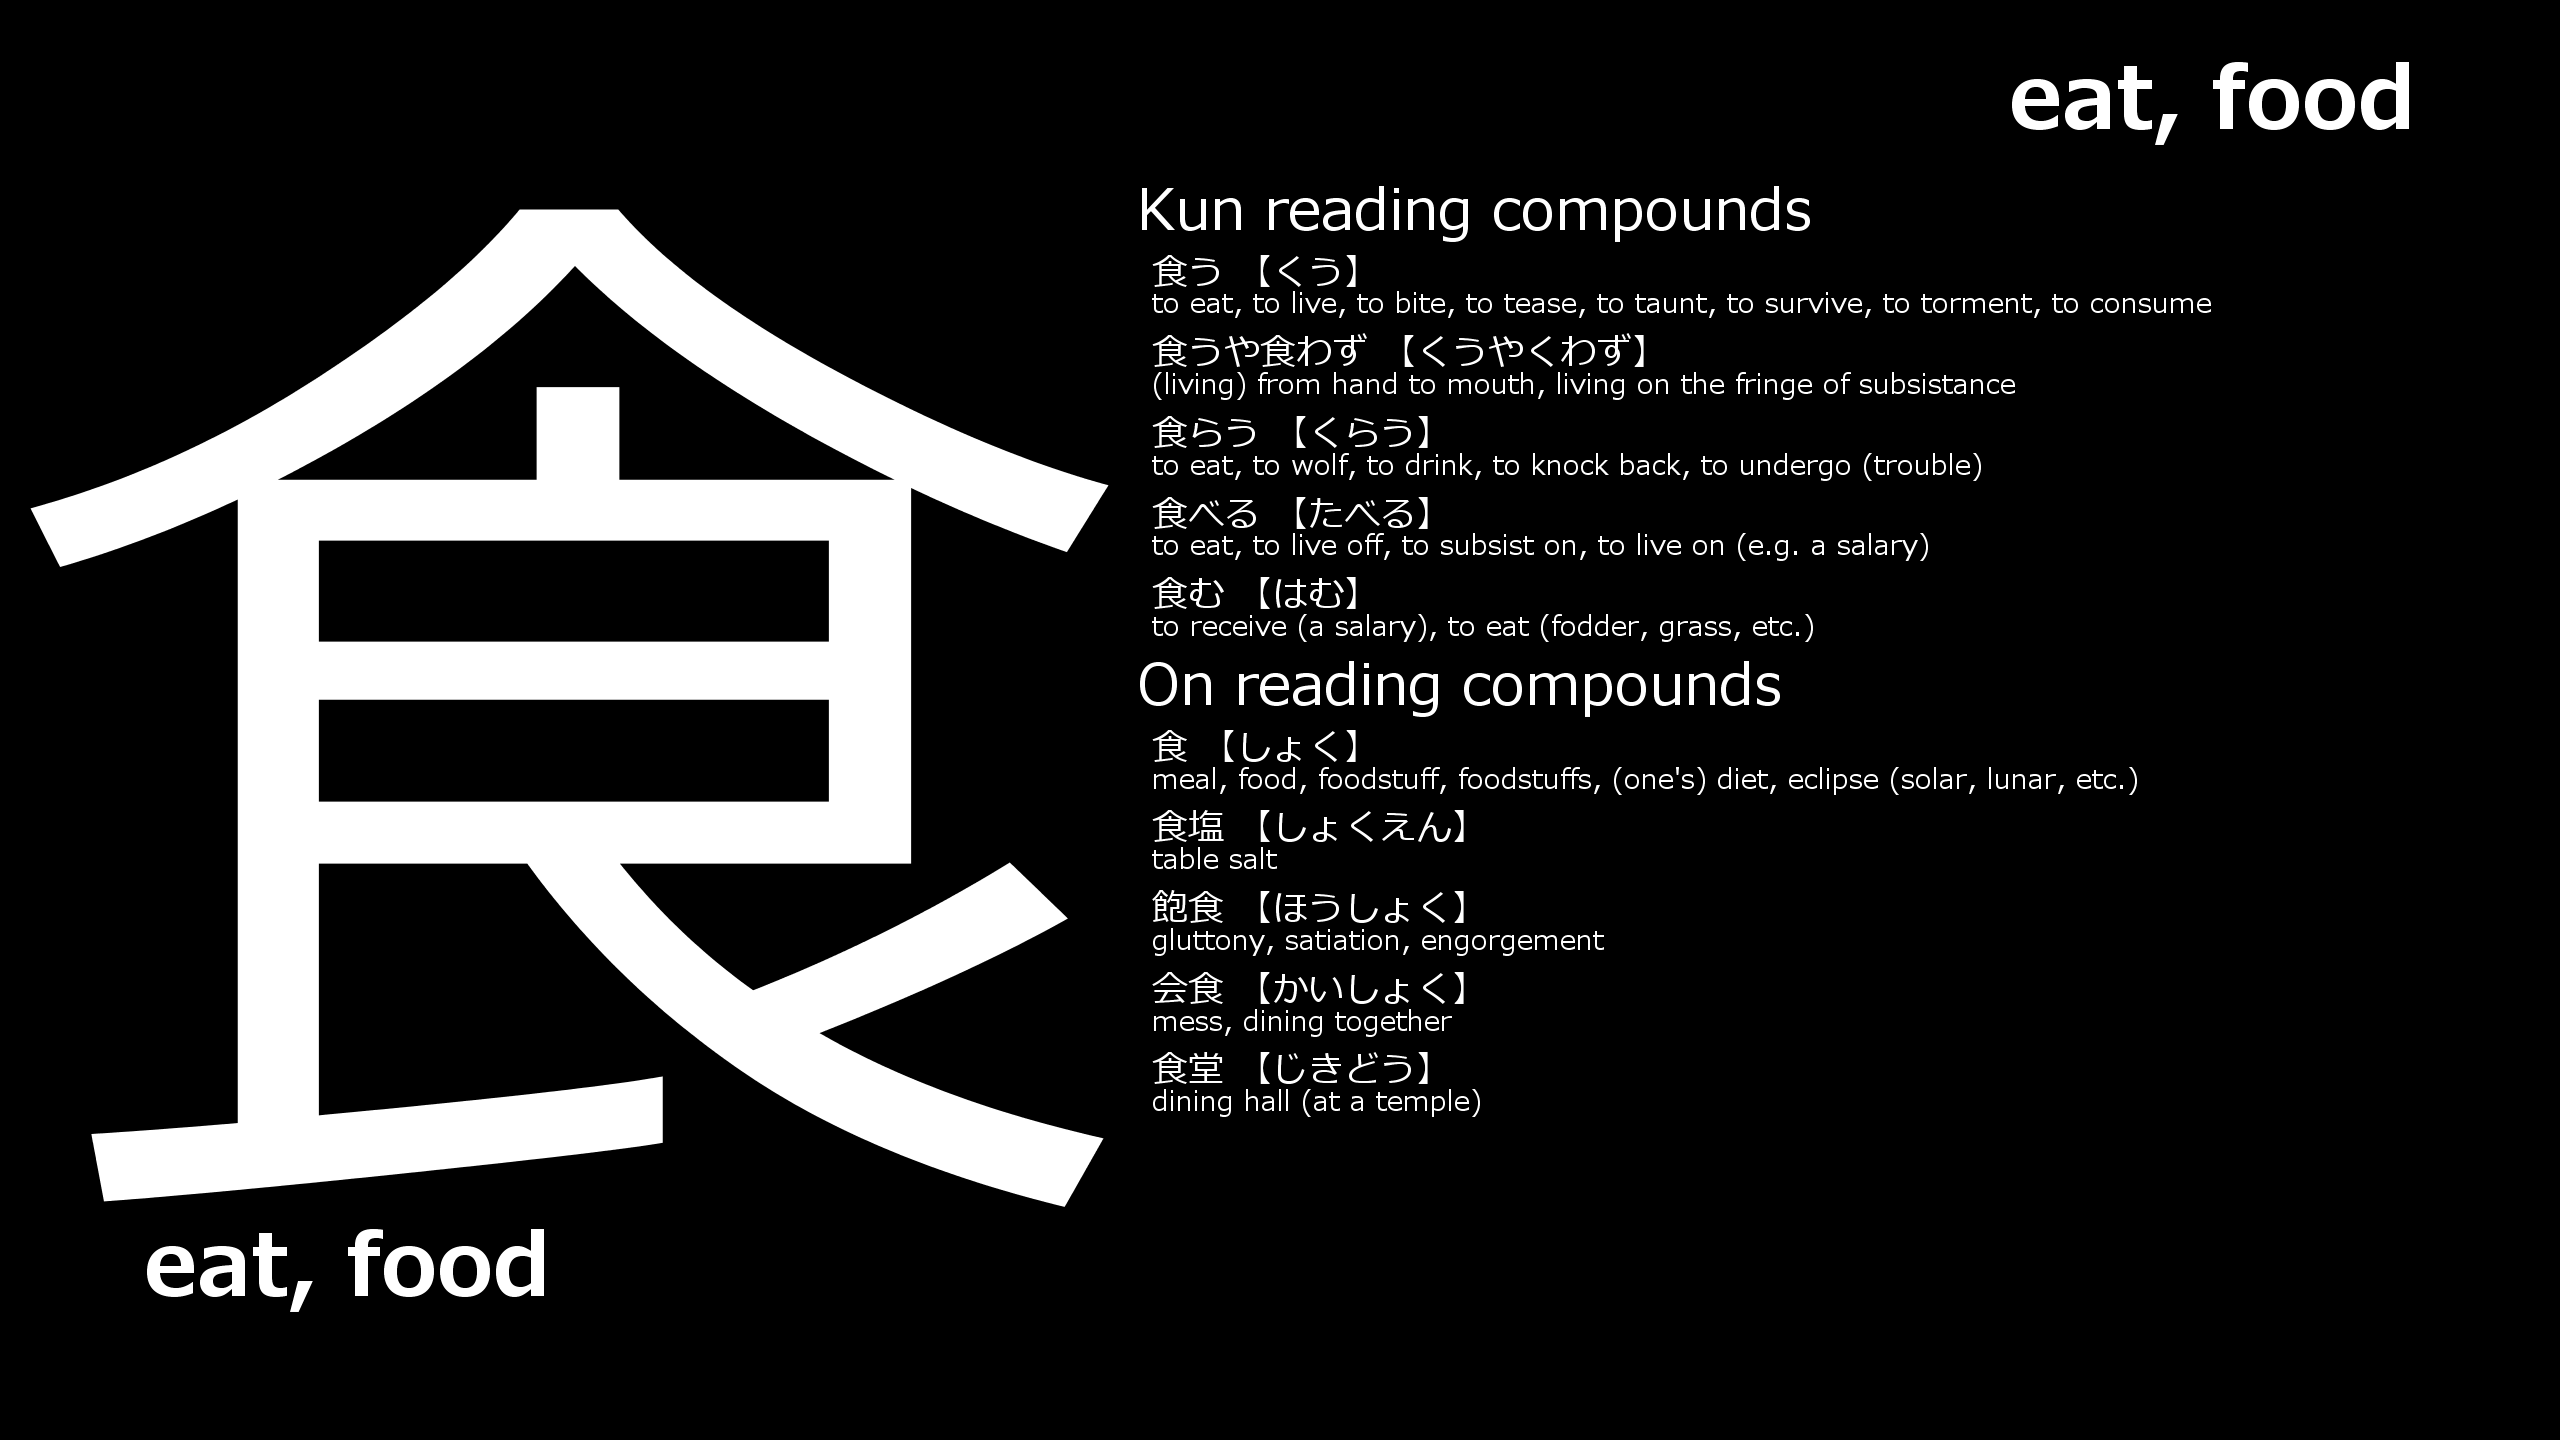 eat, food
食
Kun reading compounds
食う 【くう】
to eat, to live, to bite, to tease, to taunt, to survive, to torment, to consume
食うや食わず 【くうやくわず】
(living) from hand to mouth, living on the fringe of subsistance
食らう 【くらう】
to eat, to wolf, to drink, to knock back, to undergo (trouble)
食べる 【たべる】
to eat, to live off, to subsist on, to live on (e.g. a salary)
食む 【はむ】
to receive (a salary), to eat (fodder, grass, etc.)
On reading compounds
食 【しょく】
meal, food, foodstuff, foodstuffs, (one's) diet, eclipse (solar, lunar, etc.)
食塩 【しょくえん】
table salt
飽食 【ほうしょく】
gluttony, satiation, engorgement
会食 【かいしょく】
mess, dining together
食堂 【じきどう】
dining hall (at a temple)
eat, food